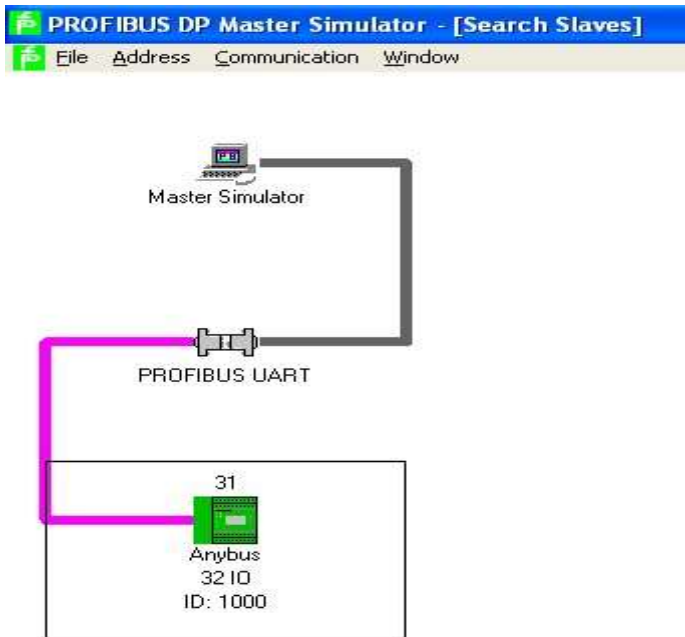 PROFIBUS DP Master Simulator - [Search Slaves]
File Address Communication Window
Master Simulator
PROFIBUS UART
31
Anybus
32 IO
ID: 1000